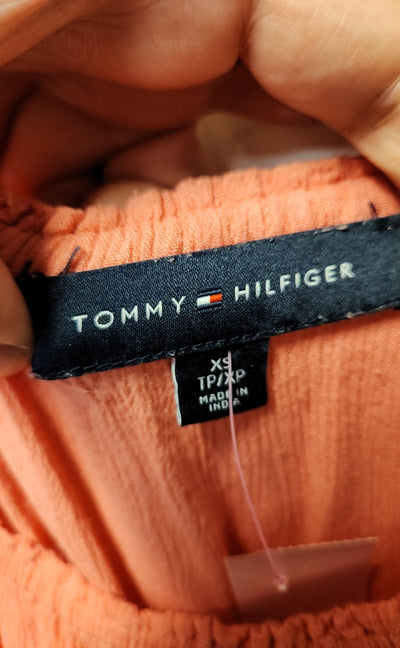 TOMMY HILFIGER
XS
TP/XP
MADE IN
INDIA